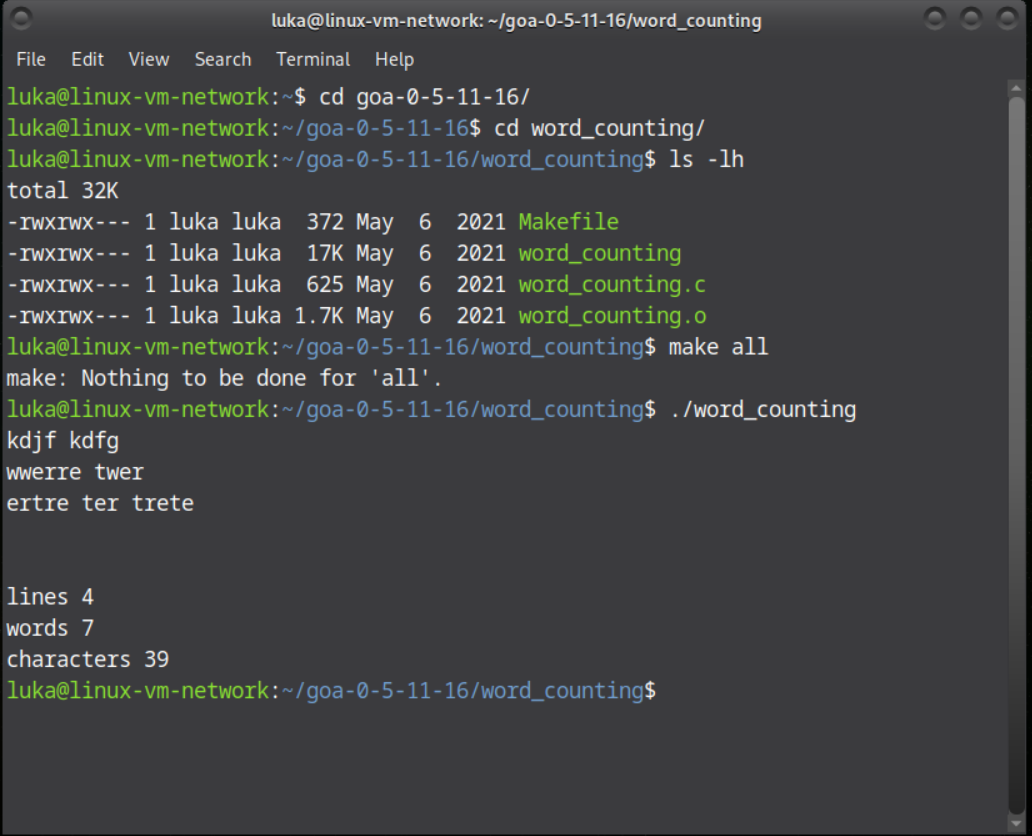 luka@linux-vm-network: ~/goa-0-5-11-16/word_counting
File Edit View Search Terminal Help
luka@linux-vm-network:~$ cd goa-0-5-11-16/
luka@linux-vm-network:~/goa-0-5-11-16$ cd word_counting/
luka@linux-vm-network:~/goa-0-5-11-16/word_counting$ ls -lh
total 32K
-rwxrwx--- 1 luka luka  372 May  6  2021 Makefile
-rwxrwx--- 1 luka luka  17K May  6  2021 word_counting
-rwxrwx--- 1 luka luka  625 May  6  2021 word_counting.c
-rwxrwx--- 1 luka luka 1.7K May  6  2021 word_counting.o
luka@linux-vm-network:~/goa-0-5-11-16/word_counting$ make all
make: Nothing to be done for 'all'.
luka@linux-vm-network:~/goa-0-5-11-16/word_counting$ ./word_counting
kdjf kdfg
wwerre twer
ertre ter trete
lines 4
words 7
characters 39
luka@linux-vm-network:~/goa-0-5-11-16/word_counting$